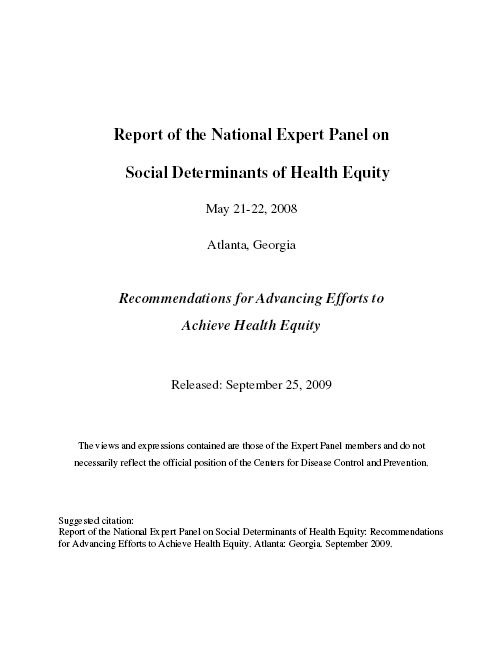 Report of the National Expert Panel on
Social Determinants of Health Equity
May 21-22, 2008
Atlanta, Georgia
Recommendations for Advancing Efforts to
Achieve Health Equity
Released: September 25, 2009
The views and expressions contained are those of the Expert Panel members and do not
necessarily reflect the official position of the Centers for Disease Control and Prevention.
Suggested citation:
Report of the National Expert Panel on Social Determinants of Health Equity: Recommendations
for Advancing Efforts to Achieve Health Equity. Atlanta: Georgia. September 2009.